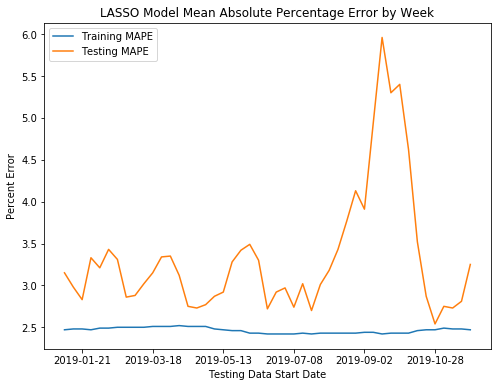 LASSO Model Mean Absolute Percentage Error by Week
Training MAPE
Testing MAPE
Percent Error
6.0
5.5
5.0
4.5
4.0
3.5
3.0
2.5
2019-01-21 2019-03-18 2019-05-13 2019-07-08 2019-09-02 2019-10-28
Testing Data Start Date